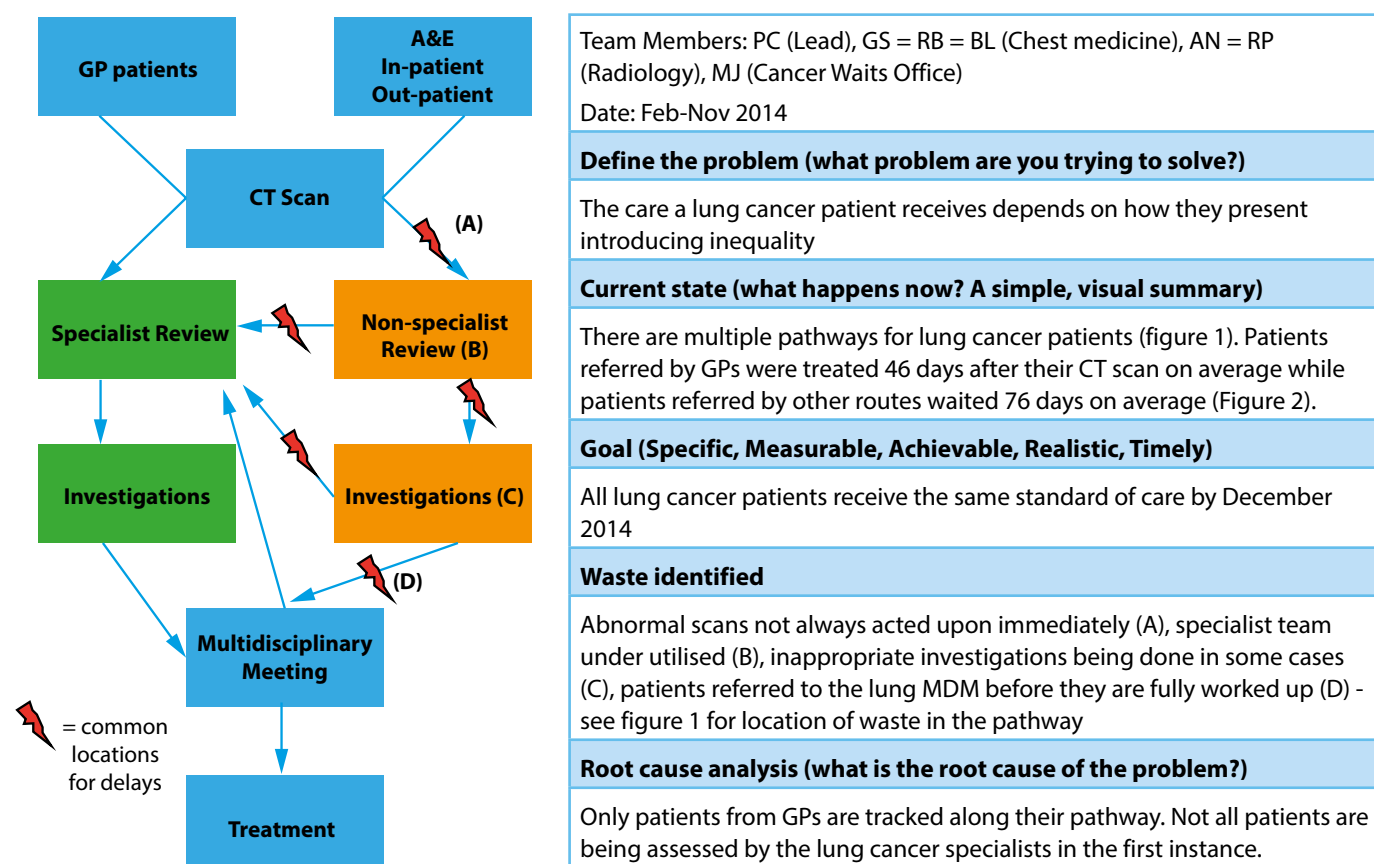 GP patients
A&E
In-patient
Out-patient
CT Scan
(A)
Specialist Review
Non-specialist
Review (B)
Investigations
Investigations (C)
(D)
Multidisciplinary
Meeting
= common
locations
for delays
Treatment
Team Members: PC (Lead), GS = RB = BL (Chest medicine), AN = RP
(Radiology), MJ (Cancer Waits Office)
Date: Feb-Nov 2014
Define the problem (what problem are you trying to solve?)
The care a lung cancer patient receives depends on how they present
introducing inequality
Current state (what happens now? A simple, visual summary)
There are multiple pathways for lung cancer patients (figure 1). Patients
referred by GPs were treated 46 days after their CT scan on average while
patients referred by other routes waited 76 days on average (Figure 2).
Goal (Specific, Measurable, Achievable, Realistic, Timely)
All lung cancer patients receive the same standard of care by December
2014
Waste identified
Abnormal scans not always acted upon immediately (A), specialist team
under utilised (B), inappropriate investigations being done in some cases
(C), patients referred to the lung MDM before they are fully worked up (D) -
see figure 1 for location of waste in the pathway
Root cause analysis (what is the root cause of the problem?)
Only patients from GPs are tracked along their pathway. Not all patients are
being assessed by the lung cancer specialists in the first instance.